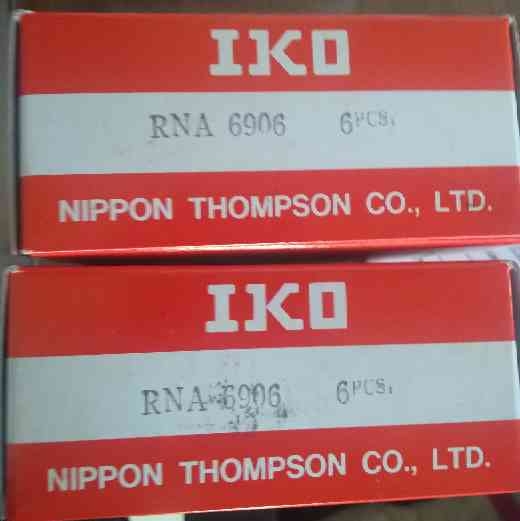 IKO
RNA 6906 6PCS.
NIPPON THOMPSON CO., LTD.
IKO
RNA 6906 6PCS.
NIPPON THOMPSON CO., LTD.